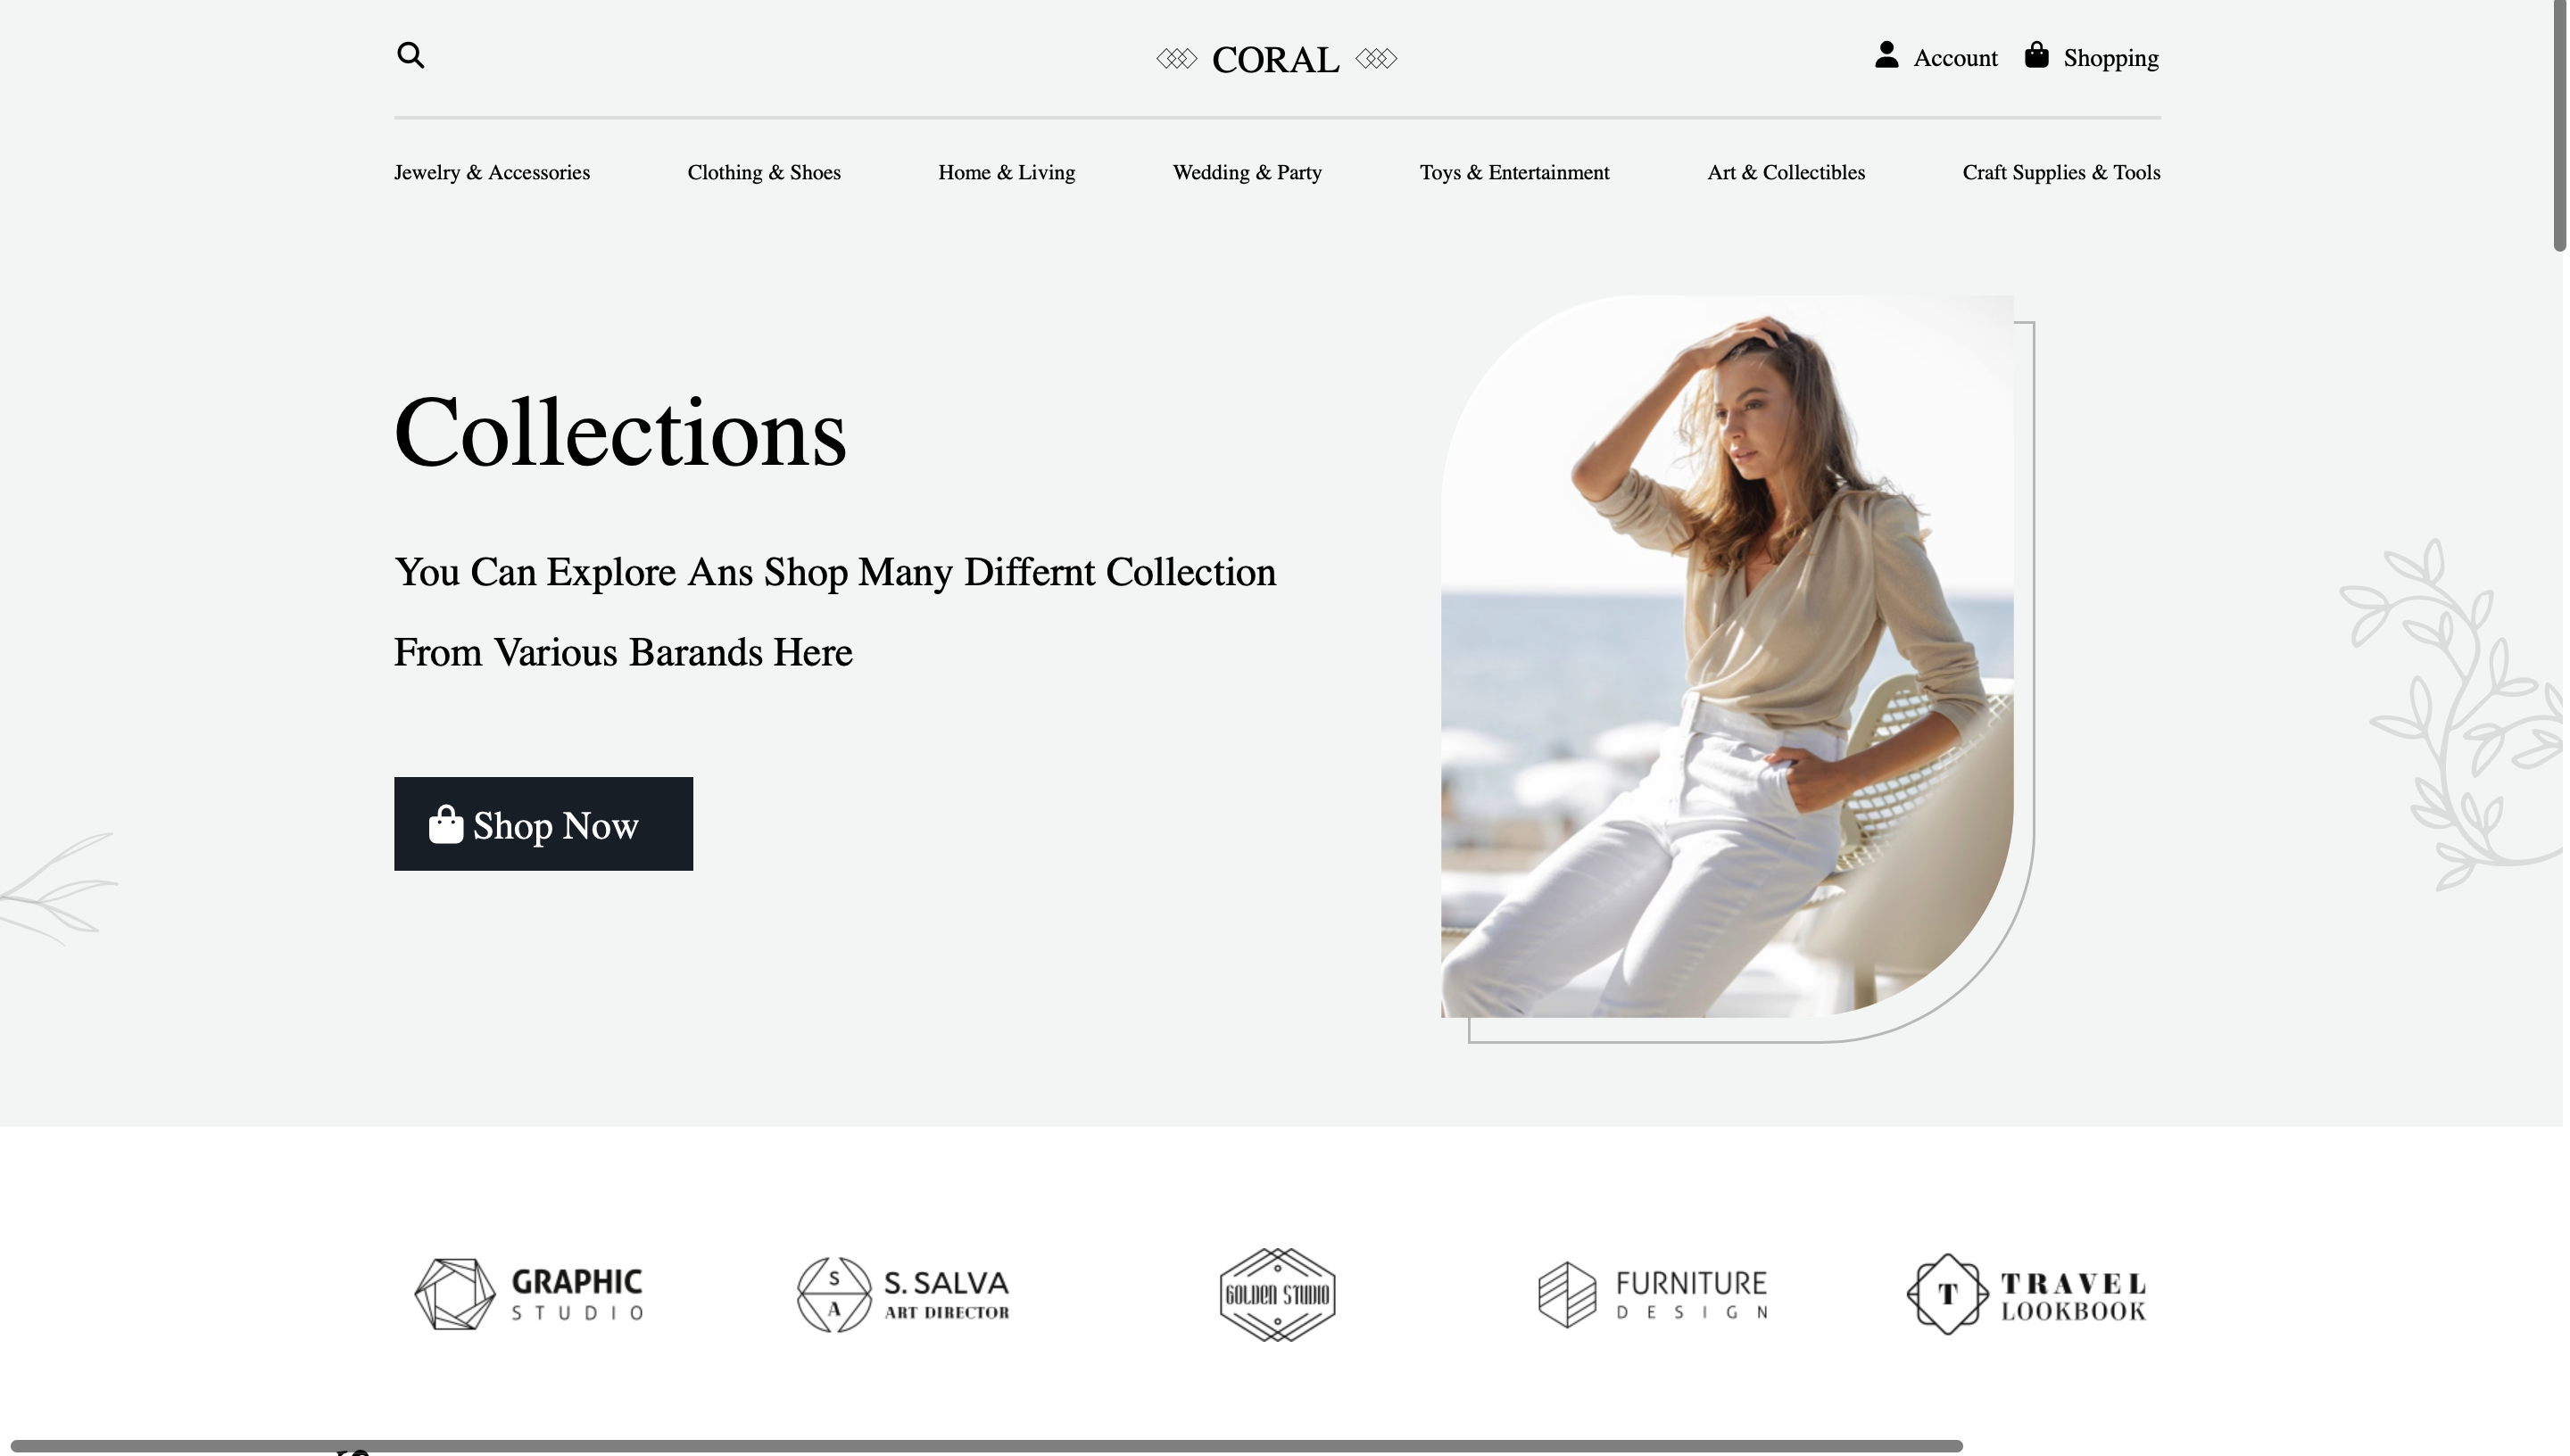 CORAL
Account
Shopping
Jewelry & Accessories
Clothing & Shoes
Home & Living
Wedding & Party
Toys & Entertainment
Art & Collectibles
Craft Supplies & Tools
Collections
You Can Explore Ans Shop Many Differnt Collection
From Various Barands Here
Shop Now
GRAPHIC
STUDIO
S
A
S. SALVA
ART DIRECTOR
GOLDEN STUDIO
FURNITURE
DESIGN
T
TRAVEL
LOOKBOOK